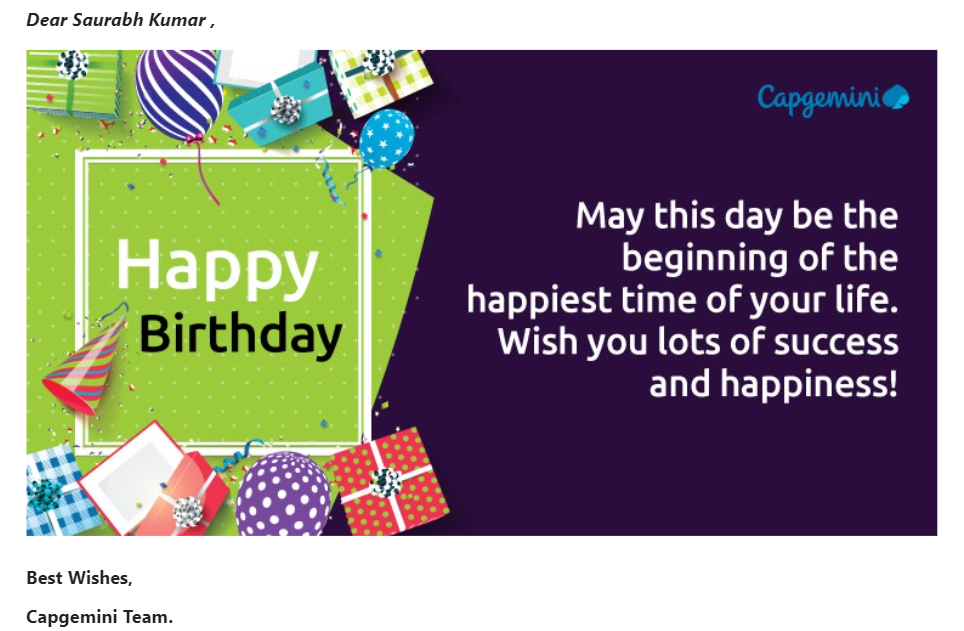 Dear Saurabh Kumar ,
Capgemini
Happy
Birthday
May this day be the
beginning of the
happiest time of your life.
Wish you lots of success
and happiness!
Best Wishes,
Capgemini Team.